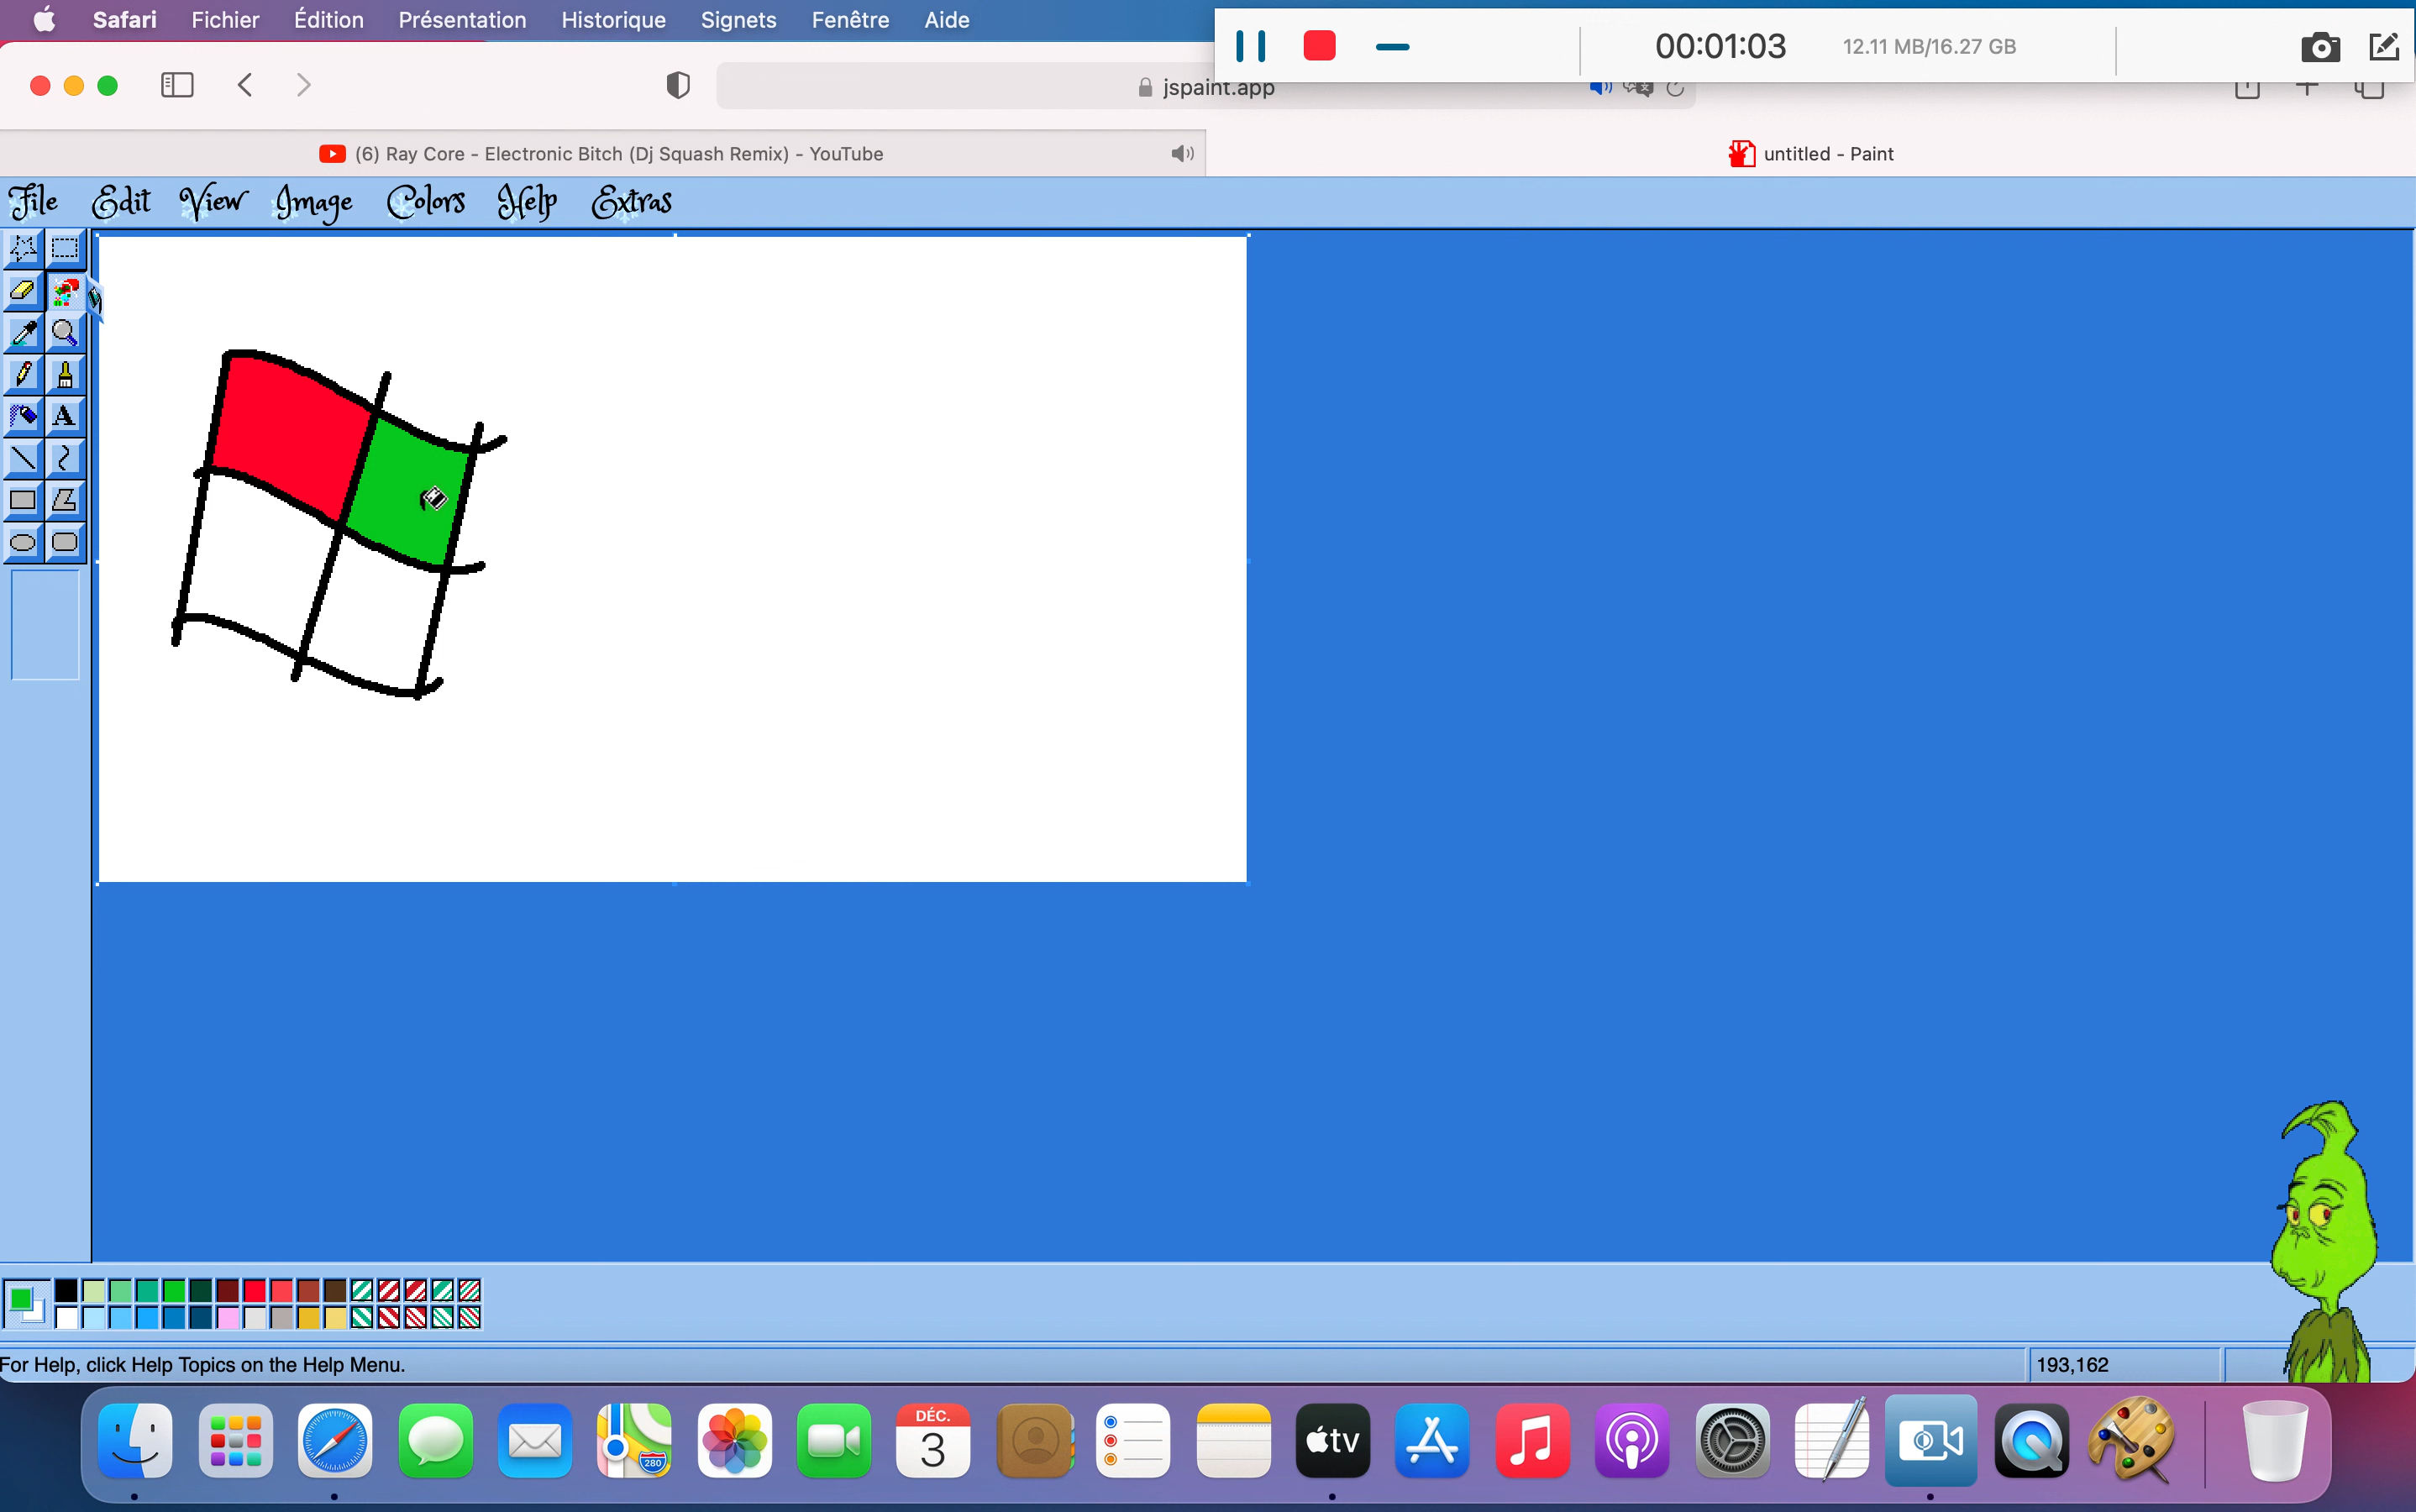 Safari Fichier Édition Présentation Historique Signets Fenêtre Aide
00:01:03 12.11 MB/16.27 GB
jspaint.app
(6) Ray Core - Electronic Bitch (Dj Squash Remix) - YouTube
untitled - Paint
File Edit View Image Colors Help Extras
A
For Help, click Help Topics on the Help Menu.
193,162
DÉC.
3
280
tv